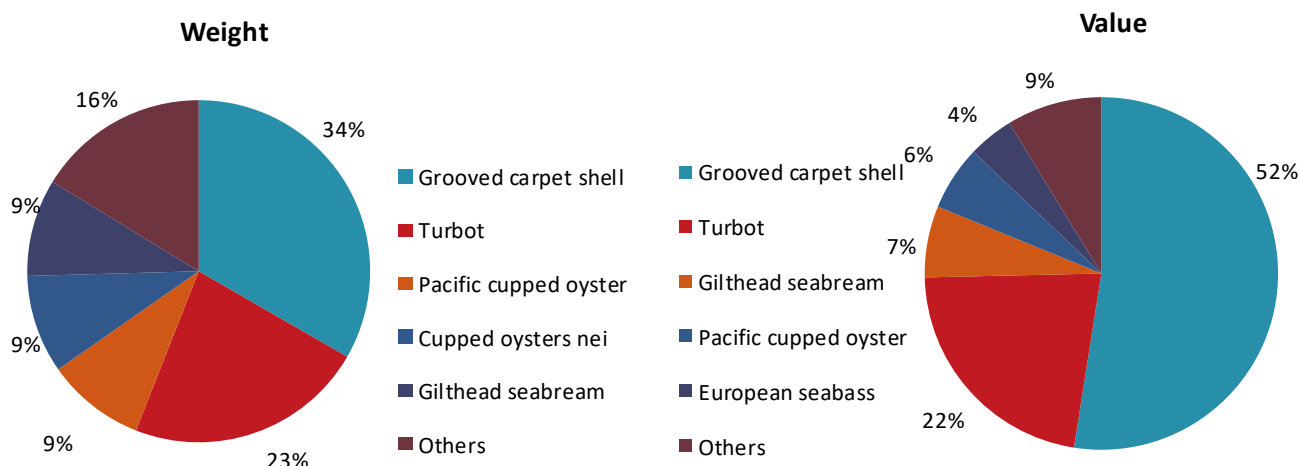 Weight
16%
34%
9%
9%
9%
23%
Grooved carpet shell
Turbot
Pacific cupped oyster
Cupped oysters nei
Gilthead seabream
Others
Value
9%
4%
6%
7%
22%
52%
Grooved carpet shell
Turbot
Gilthead seabream
Pacific cupped oyster
European seabass
Others